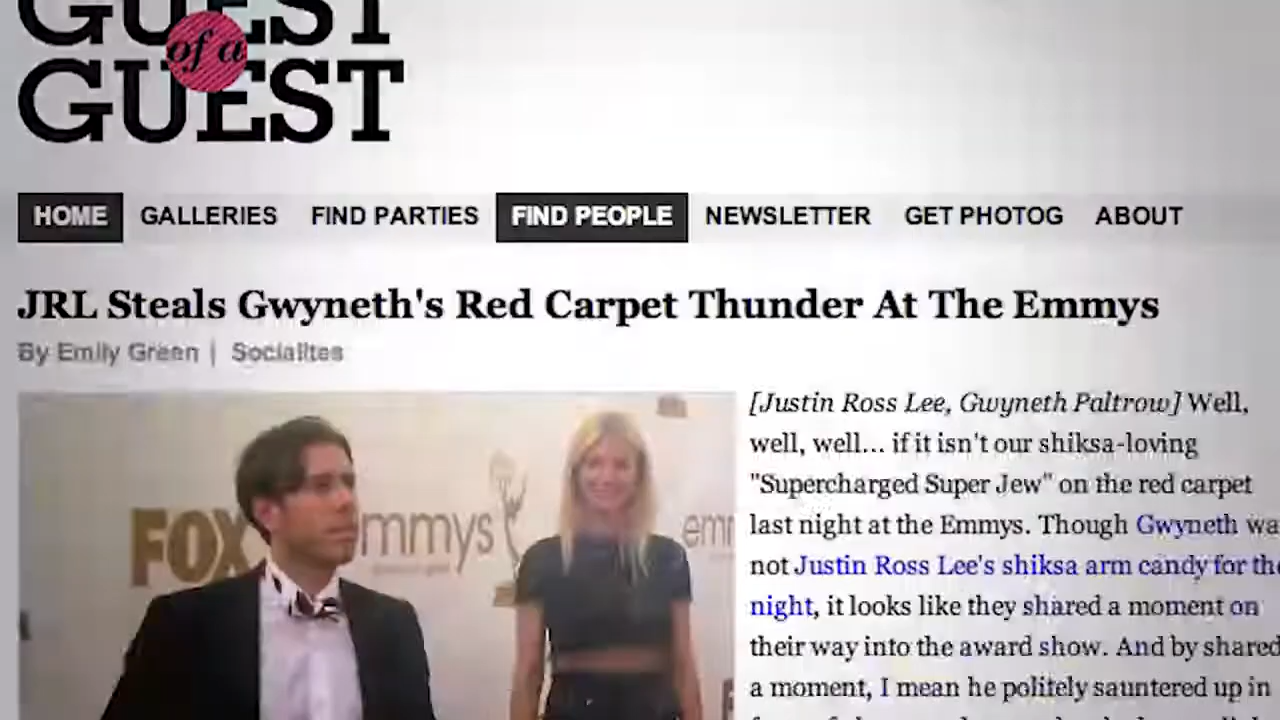 GUEST
of a
GUEST
HOME GALLERIES FIND PARTIES FIND PEOPLE NEWSLETTER GET PHOTOG ABOUT
JRL Steals Gwyneth's Red Carpet Thunder At The Emmys
By Emily Green | Socialites
[Justin Ross Lee, Gwyneth Paltrow] Well,
well, well... if it isn't our shiksa-loving
"Supercharged Super Jew" on the red carpet
last night at the Emmys. Though Gwyneth wa
not Justin Ross Lee's shiksa arm candy for the
night, it looks like they shared a moment on
their way into the award show. And by shared
a moment, I mean he politely sauntered up in
FOX emmys em